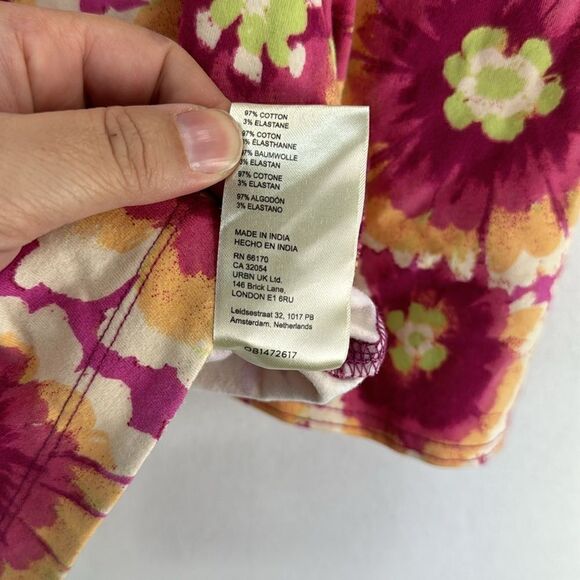 97% COTTON
3% ELASTANE
97% COTON
ELASTHANNE
97% BAUMWOLLE
3% ELASTAN
97% COTONE
3% ELASTAN
97% ALGODÓN
3% ELASTANO
MADE IN INDIA
HECHO EN INDIA
RN 66170
CA 32054
URBN UK Ltd.
146 Brick Lane,
LONDON E1 6RU
Leidsestraat 32, 1017 PB
Amsterdam, Netherlands
O81472617